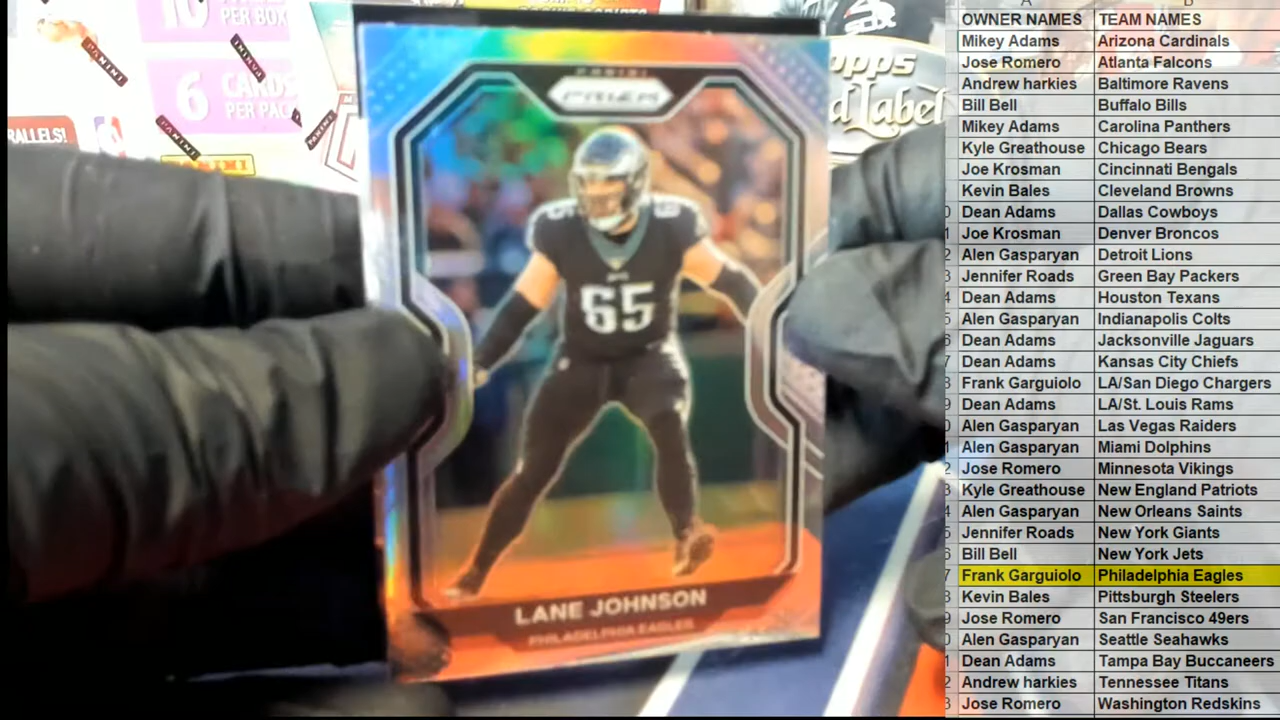 PER BOX
6 CARDS
PER PACK
PANINI
PANINI
PANINI
PANINI
PANINI
PRIZM
65
LANE JOHNSON
PHILADELPHIA EAGLES
OWNER NAMES TEAM NAMES
Mikey Adams Arizona Cardinals
Jose Romero Atlanta Falcons
Andrew harkies Baltimore Ravens
Bill Bell Buffalo Bills
Mikey Adams Carolina Panthers
Kyle Greathouse Chicago Bears
Joe Krosman Cincinnati Bengals
Kevin Bales Cleveland Browns
Dean Adams Dallas Cowboys
Joe Krosman Denver Broncos
Alen Gasparyan Detroit Lions
Jennifer Roads Green Bay Packers
Dean Adams Houston Texans
Alen Gasparyan Indianapolis Colts
Dean Adams Jacksonville Jaguars
Dean Adams Kansas City Chiefs
Frank Garguiolo LA/San Diego Chargers
Dean Adams LA/St. Louis Rams
Alen Gasparyan Las Vegas Raiders
Alen Gasparyan Miami Dolphins
Jose Romero Minnesota Vikings
Kyle Greathouse New England Patriots
Alen Gasparyan New Orleans Saints
Jennifer Roads New York Giants
Bill Bell New York Jets
Frank Garguiolo Philadelphia Eagles
Kevin Bales Pittsburgh Steelers
Jose Romero San Francisco 49ers
Alen Gasparyan Seattle Seahawks
Dean Adams Tampa Bay Buccaneers
Andrew harkies Tennessee Titans
Jose Romero Washington Redskins